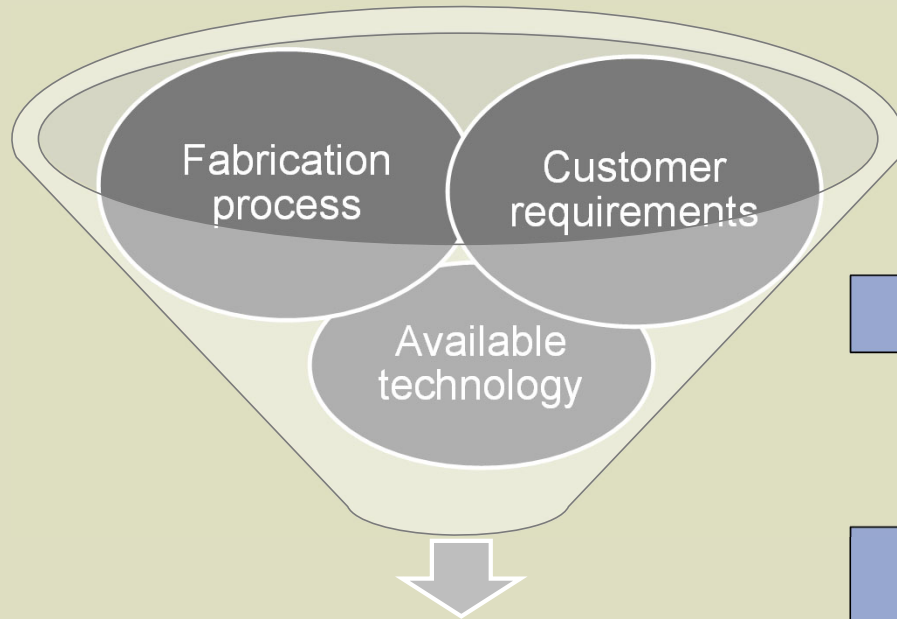 Fabrication
process
Customer
requirements
Available
technology